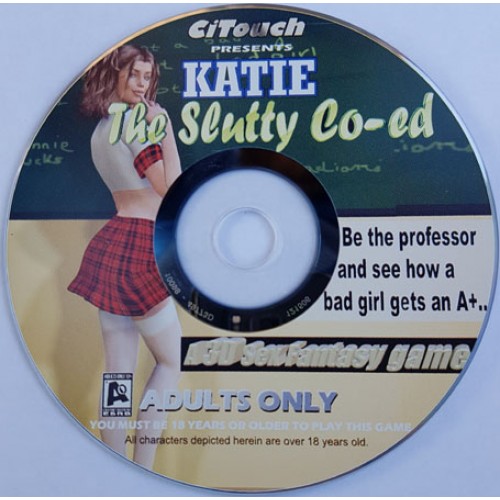 CiTouch
PRESENTS
KATIE
The Slutty Co-ed
Be the professor
and see how a
bad girl gets an A+..
A 3D Sex Fantasy game
ADULTS ONLY
YOU MUST BE 18 YEARS OR OLDER TO PLAY THIS GAME
All characters depicted herein are over 18 years old.